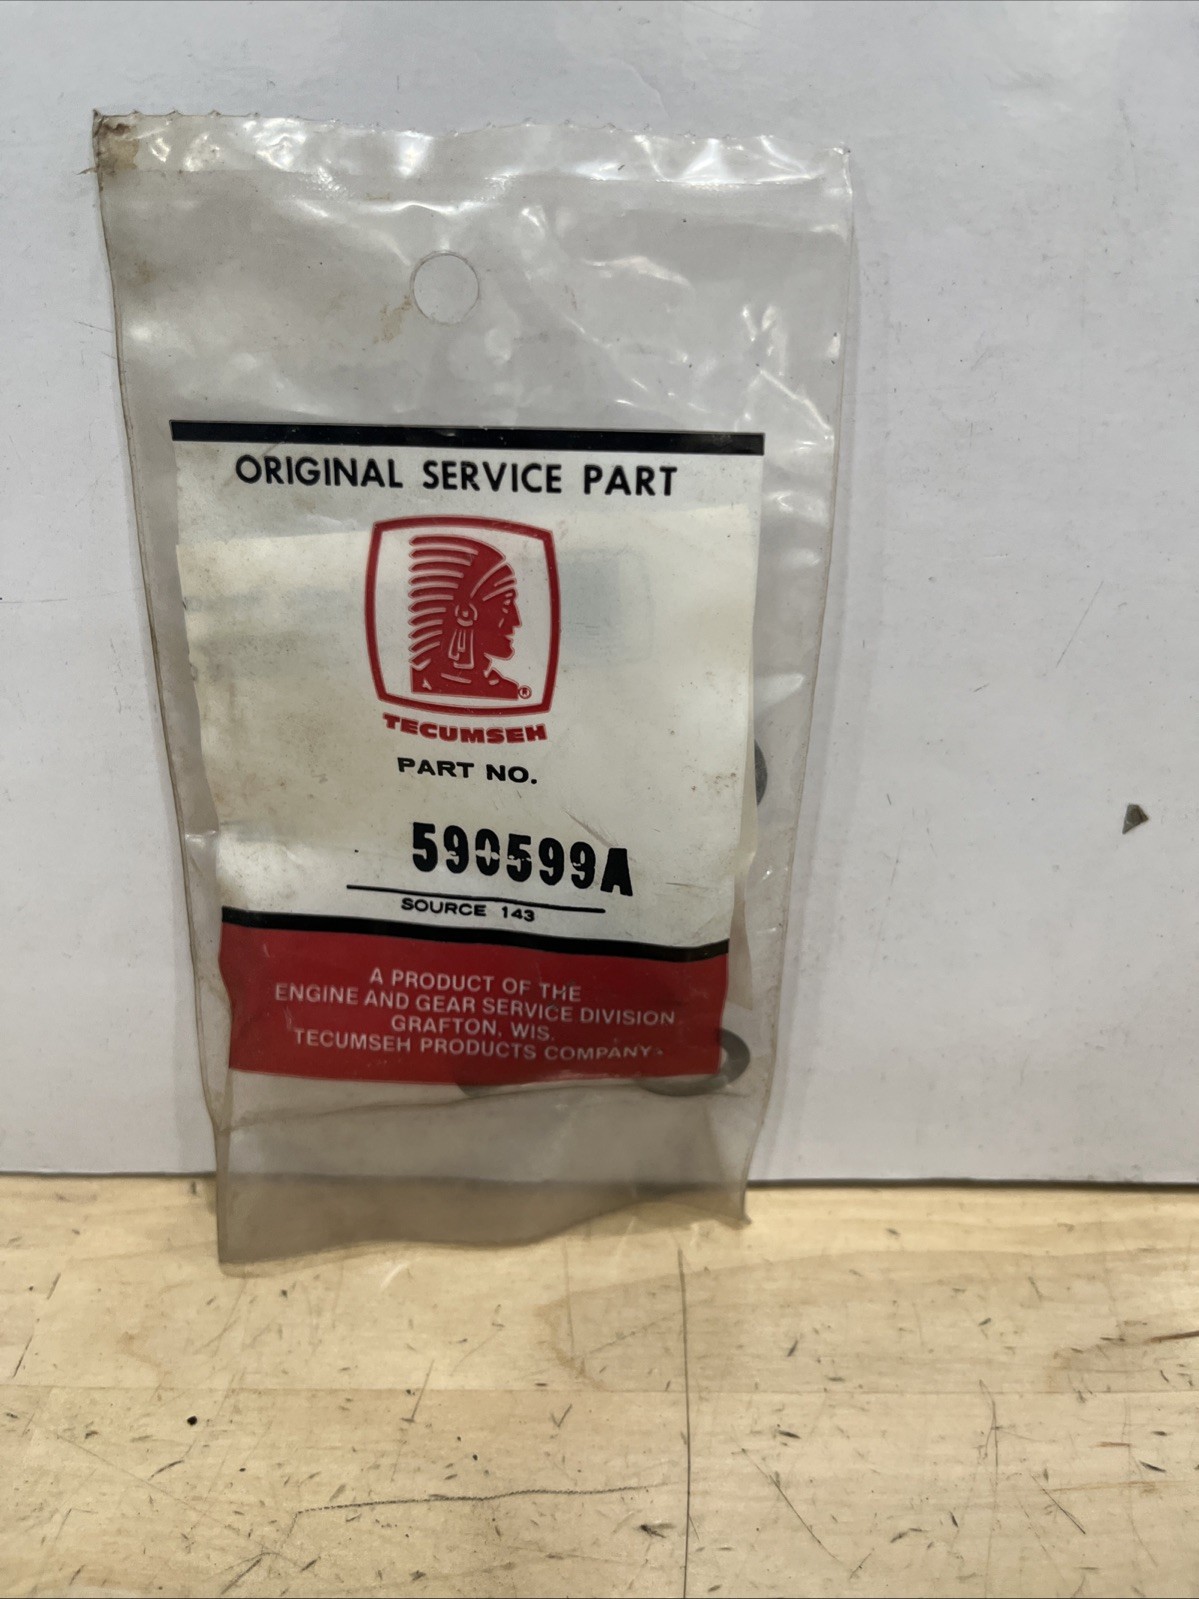 ORIGINAL SERVICE PART
®
TECUMSEH
PART NO.
590599A
SOURCE 143
A PRODUCT OF THE
ENGINE AND GEAR SERVICE DIVISION
GRAFTON, WIS.
TECUMSEH PRODUCTS COMPANY